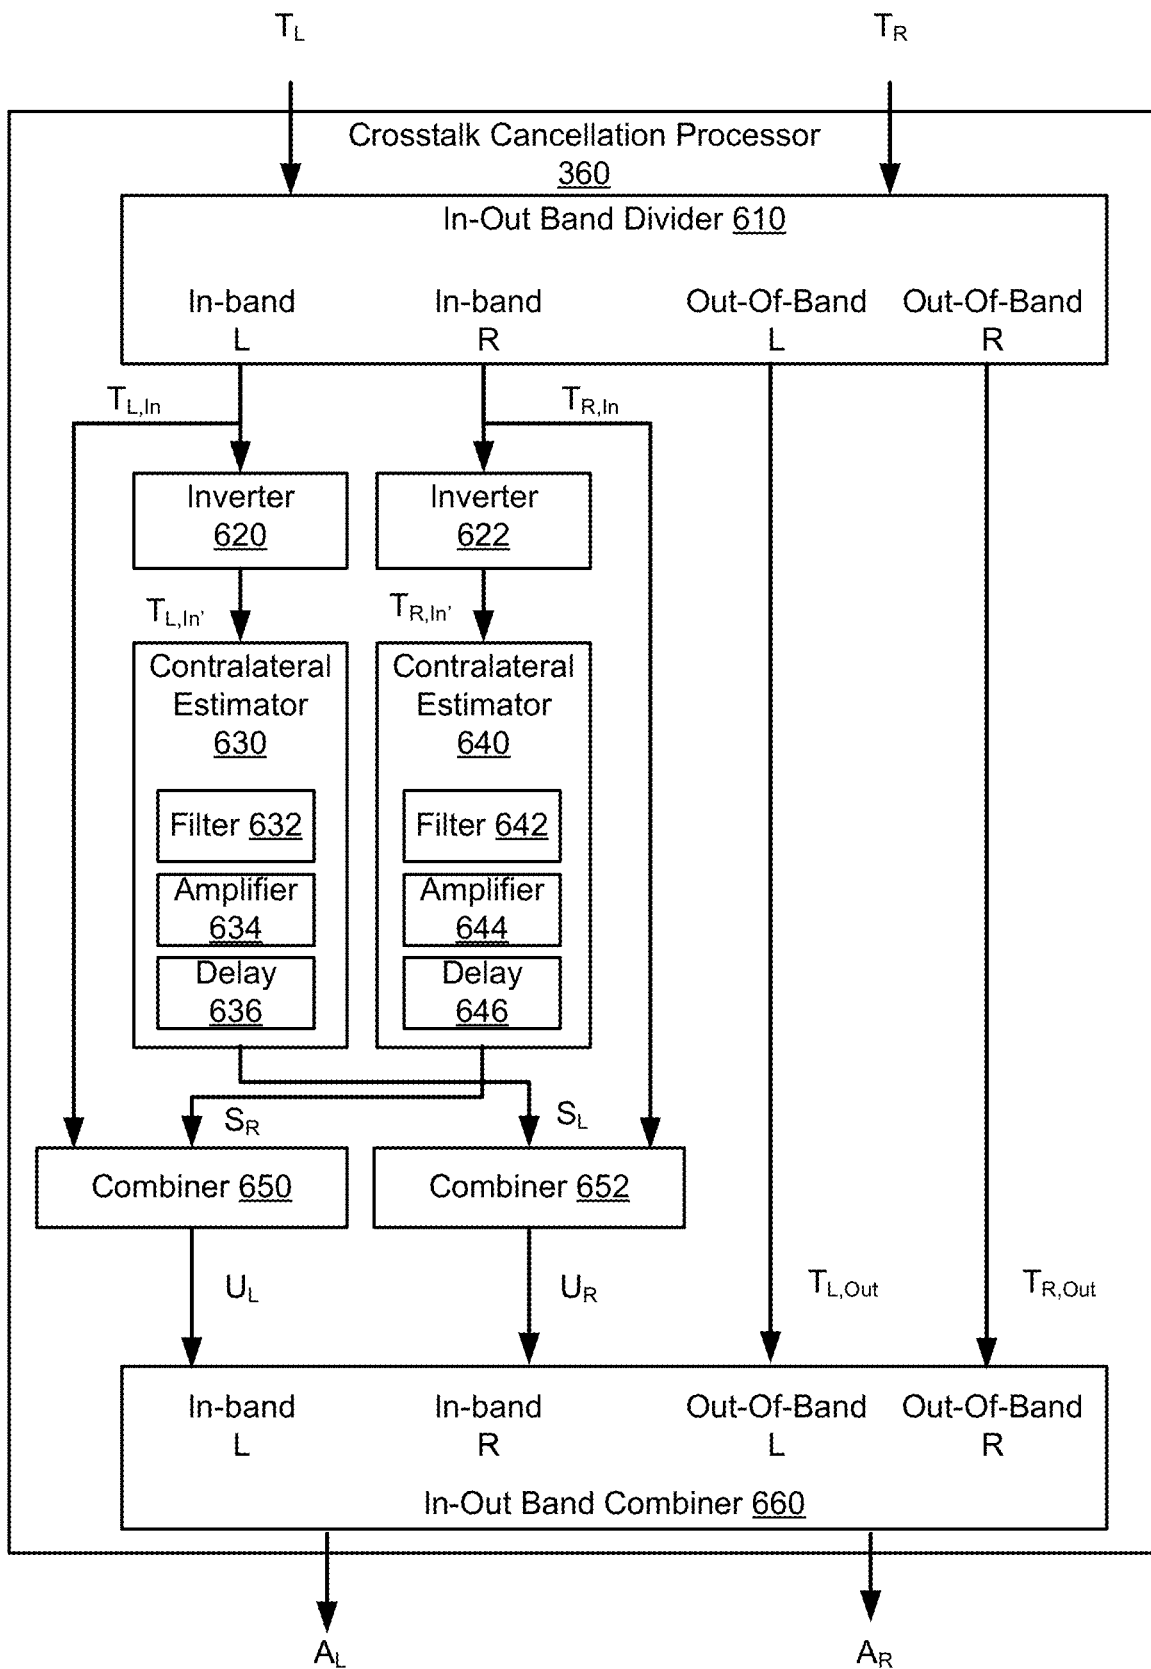 T_L T_R
Crosstalk Cancellation Processor
360
In-Out Band Divider 610
In-band In-band Out-Of-Band Out-Of-Band
L R L R
T_L,In T_R,In
Inverter Inverter
620 622
T_L,In' T_R,In'
Contralateral Contralateral
Estimator Estimator
630 640
Filter 632 Filter 642
Amplifier Amplifier
634 644
Delay Delay
636 646
S_R S_L
Combiner 650 Combiner 652
U_L U_R T_L,Out T_R,Out
In-band In-band Out-Of-Band Out-Of-Band
L R L R
In-Out Band Combiner 660
A_L A_R